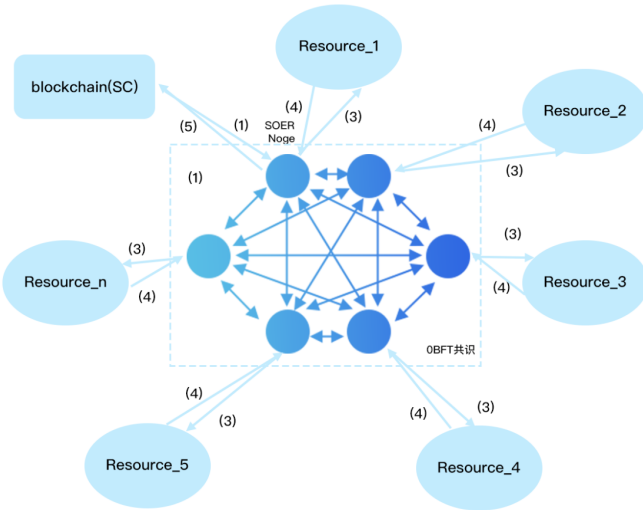 Resource_1
blockchain(SC)
(4)
(3)
Resource_2
(5)
(1)
SOER
Noge
(4)
(3)
(1)
(3)
(3)
Resource_n
(4)
(4)
Resource_3
0BFT共识
(4)
(3)
(4)
(3)
Resource_5
Resource_4